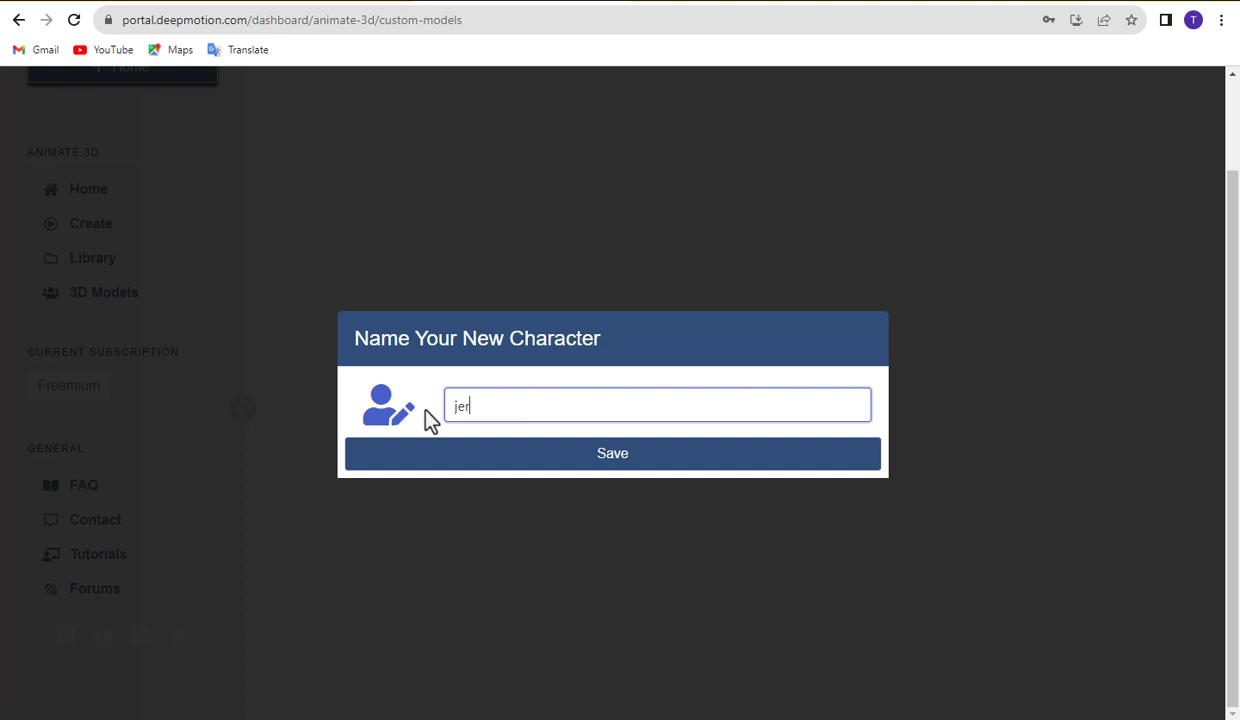 portal.deepmotion.com/dashboard/animate-3d/custom-models
T
Gmail
YouTube
Maps
Translate
Home
ANIMATE 3D
Home
Create
Library
3D Models
CURRENT SUBSCRIPTION
Freemium
GENERAL
FAQ
Contact
Tutorials
Forums
Name Your New Character
jer
Save